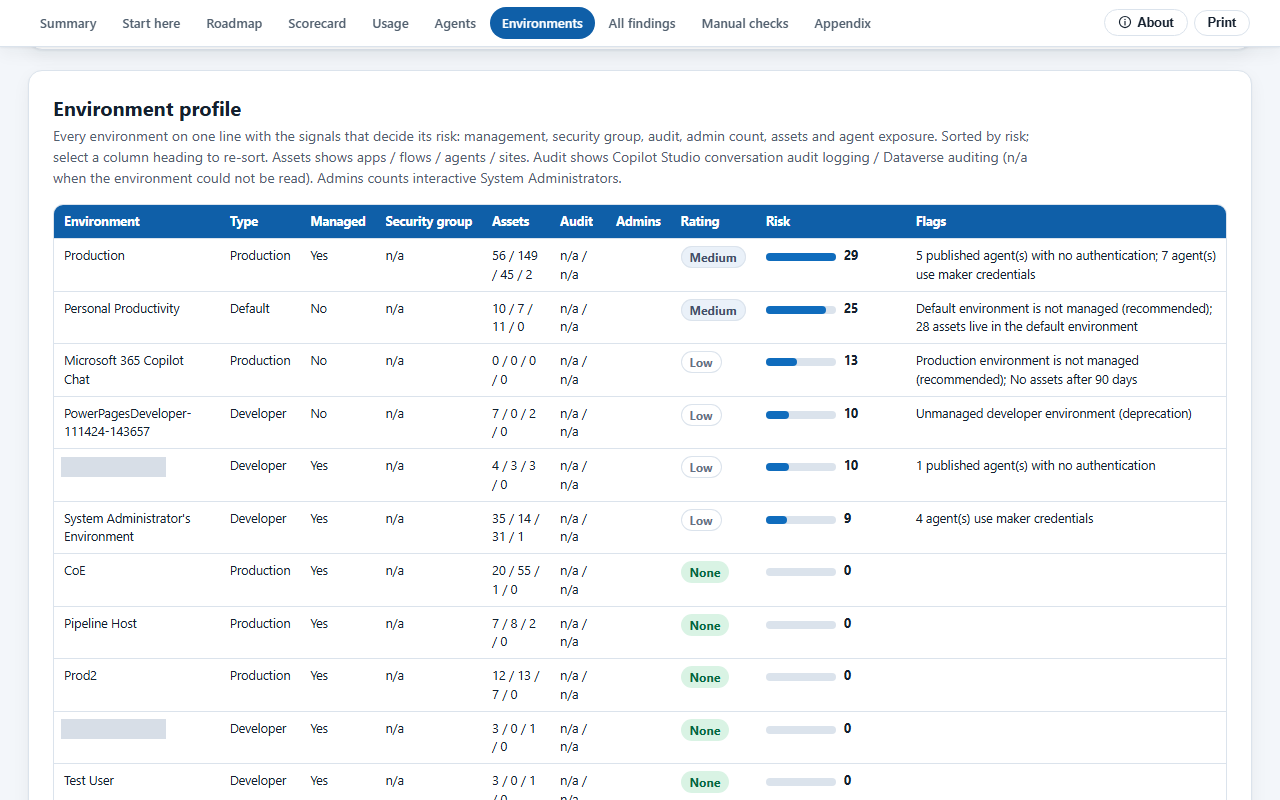 Summary Start here Roadmap Scorecard Usage Agents Environments All findings Manual checks Appendix About Print
Environment profile
Every environment on one line with the signals that decide its risk: management, security group, audit, admin count, assets and agent exposure. Sorted by risk;
select a column heading to re-sort. Assets shows apps / flows / agents / sites. Audit shows Copilot Studio conversation audit logging / Dataverse auditing (n/a
when the environment could not be read). Admins counts interactive System Administrators.
Environment Type Managed Security group Assets Audit Admins Rating Risk Flags
Production Production Yes n/a 56 / 149 n/a / Medium 29 5 published agent(s) with no authentication; 7 agent(s)
/ 45 / 2 n/a use maker credentials
Personal Productivity Default No n/a 10 / 7 / n/a / Medium 25 Default environment is not managed (recommended);
11 / 0 n/a 28 assets live in the default environment
Microsoft 365 Copilot Production No n/a 0 / 0 / 0 n/a / Low 13 Production environment is not managed
Chat / 0 n/a (recommended); No assets after 90 days
PowerPagesDeveloper- Developer No n/a 7 / 0 / 2 n/a / Low 10 Unmanaged developer environment (deprecation)
111424-143657 / 0 n/a
Developer Yes n/a 4 / 3 / 3 n/a / Low 10 1 published agent(s) with no authentication
/ 0 n/a
System Administrator's Developer Yes n/a 35 / 14 / n/a / Low 9 4 agent(s) use maker credentials
Environment 31 / 1 n/a
CoE Production Yes n/a 20 / 55 / n/a / None 0
1 / 0 n/a
Pipeline Host Production Yes n/a 7 / 8 / 2 n/a / None 0
/ 0 n/a
Prod2 Production Yes n/a 12 / 13 / n/a / None 0
7 / 0 n/a
Developer Yes n/a 3 / 0 / 1 n/a / None 0
/ 0 n/a
Test User Developer Yes n/a 3 / 0 / 1 n/a / None 0
/ 0 n/a